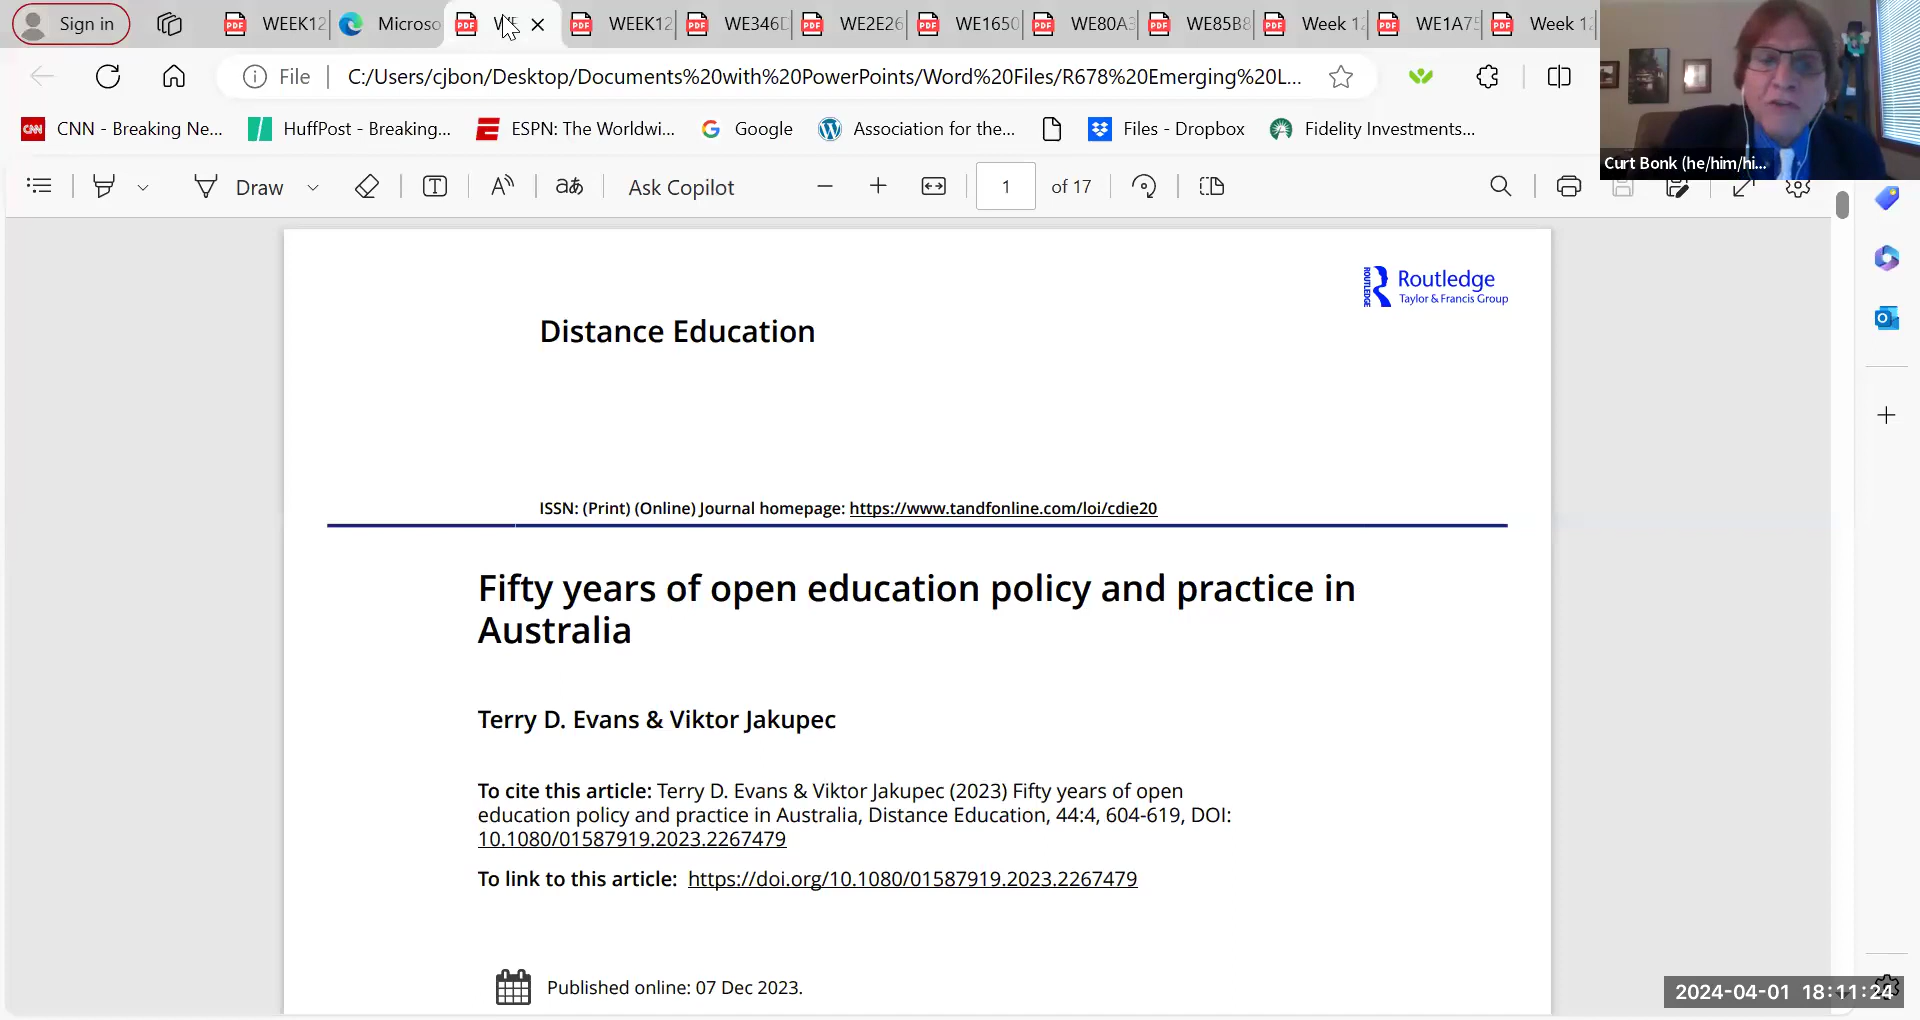 Sign in
WEEK12
Microso
WE
WEEK12
WE346D
WE2E26
WE1650
WE80A3
WE85B8
Week 12
WE1A75
Week 12
File
C:/Users/cjbon/Desktop/Documents%20with%20PowerPoints/Word%20Files/R678%20Emerging%20L...
CNN - Breaking Ne...
HuffPost - Breaking...
ESPN: The Worldwi...
Google
Association for the...
Files - Dropbox
Fidelity Investments...
Curt Bonk (he/him/hi...
Draw
Ask Copilot
1
of 17
Routledge
Taylor & Francis Group
Distance Education
ISSN: (Print) (Online) Journal homepage: https://www.tandfonline.com/loi/cdie20
Fifty years of open education policy and practice in
Australia
Terry D. Evans & Viktor Jakupec
To cite this article: Terry D. Evans & Viktor Jakupec (2023) Fifty years of open
education policy and practice in Australia, Distance Education, 44:4, 604-619, DOI:
10.1080/01587919.2023.2267479
To link to this article: https://doi.org/10.1080/01587919.2023.2267479
Published online: 07 Dec 2023.
2024-04-01 18:11:24